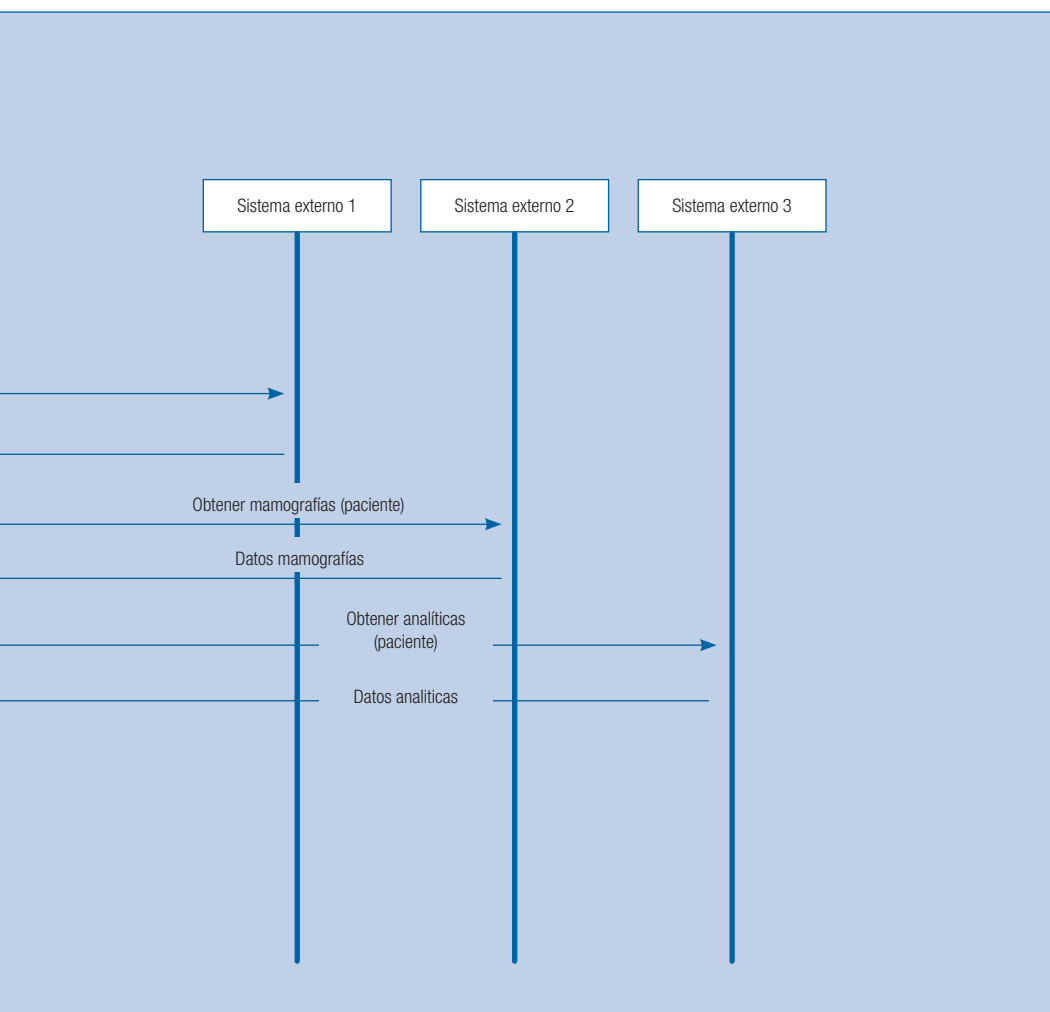 Sistema externo 1
Sistema externo 2
Sistema externo 3
Obtener mamografías (paciente)
Datos mamografías
Obtener analíticas
(paciente)
Datos analiticas